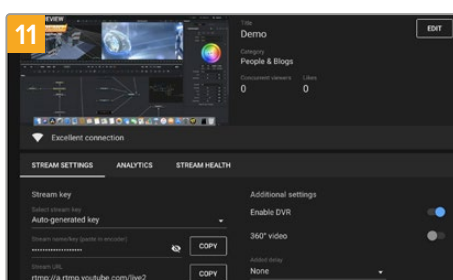 11
PREVIEW
Title
Demo
EDIT
Category
People & Blogs
Concurrent viewers Likes
0 0
Excellent connection
STREAM SETTINGS ANALYTICS STREAM HEALTH
Stream key
Additional settings
Select stream key
Auto-generated key
Enable DVR
360° video
Stream name/key (paste in encoder)
COPY
Added delay
None
Stream URL
rtmp://a.rtmp.youtube.com/live2
COPY